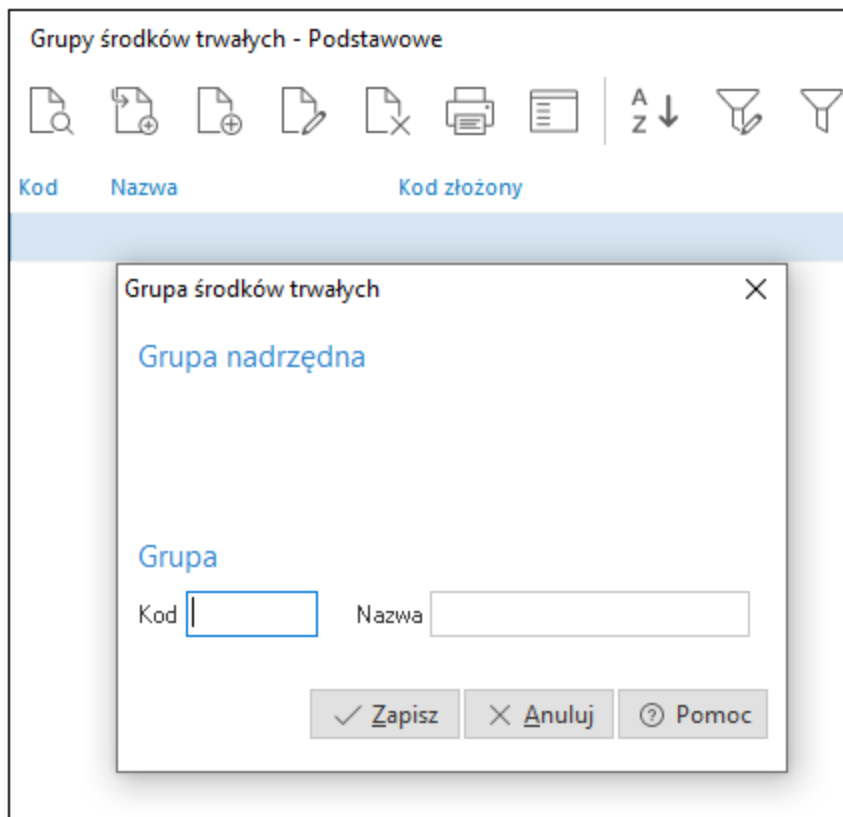 Grupy środków trwałych - Podstawowe
A
Z
Kod Nazwa Kod złożony
Grupa środków trwałych
Grupa nadrzędna
Grupa
Kod Nazwa
Zapisz Anuluj Pomoc